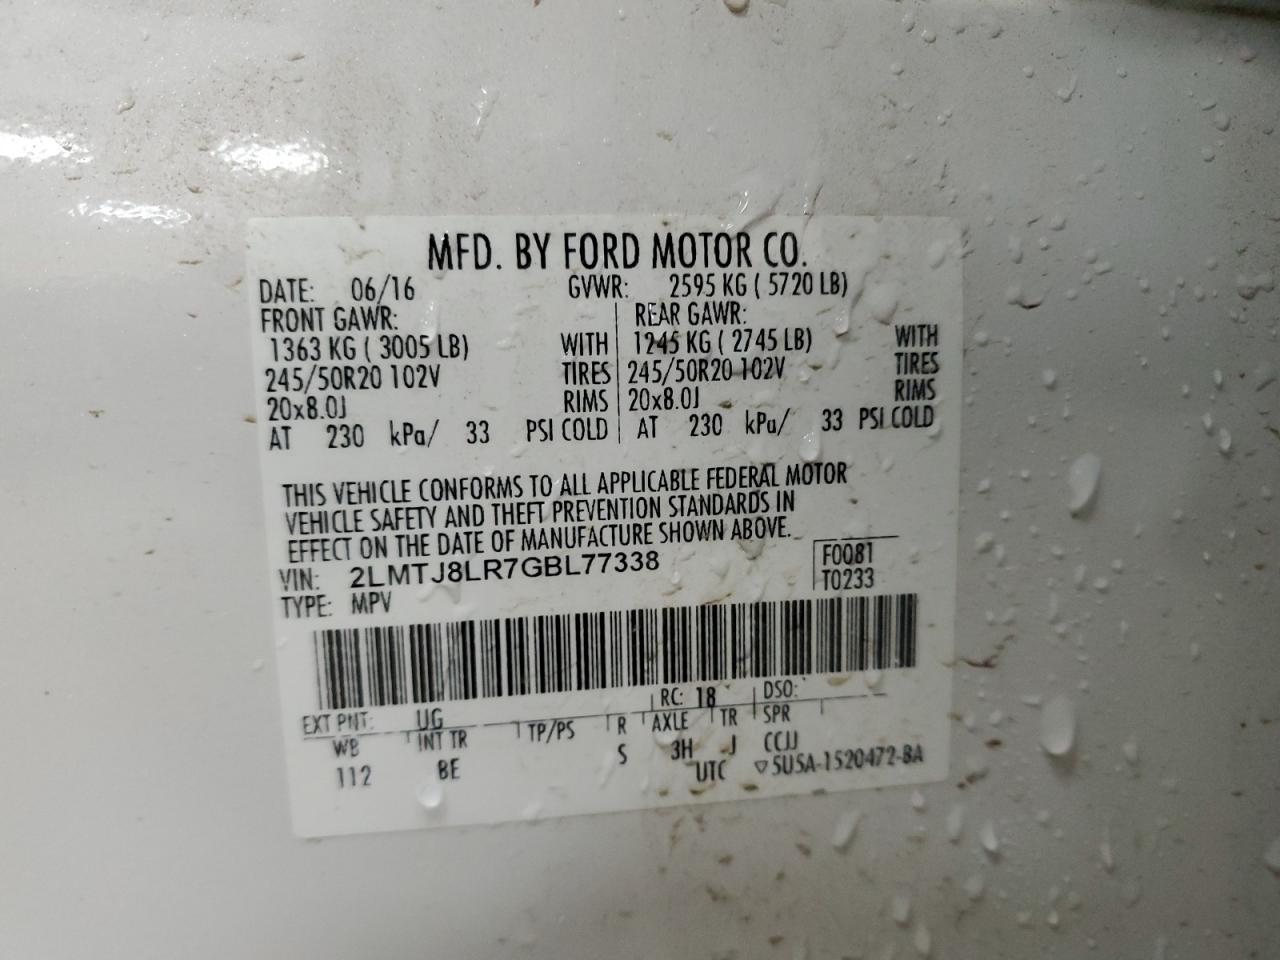 MFD. BY FORD MOTOR CO.
DATE: 06/16 GVWR: 2595 KG ( 5720 LB)
FRONT GAWR: REAR GAWR:
1363 KG ( 3005 LB) WITH 1245 KG ( 2745 LB) WITH
245/50R20 102V TIRES 245/50R20 102V TIRES
20x8.0J RIMS 20x8.0J RIMS
AT 230 kPa/ 33 PSI COLD AT 230 kPa/ 33 PSI COLD
THIS VEHICLE CONFORMS TO ALL APPLICABLE FEDERAL MOTOR
VEHICLE SAFETY AND THEFT PREVENTION STANDARDS IN
EFFECT ON THE DATE OF MANUFACTURE SHOWN ABOVE.
VIN: 2LMTJ8LR7GBL77338 F0081
TYPE: MPV T0233
EXT PNT: UG RC: 18 DSO:
WB INT TR TP/PS R AXLE TR SPR
112 BE S 3H J CCJJ
UTC ▽5U5A-1520472-BA